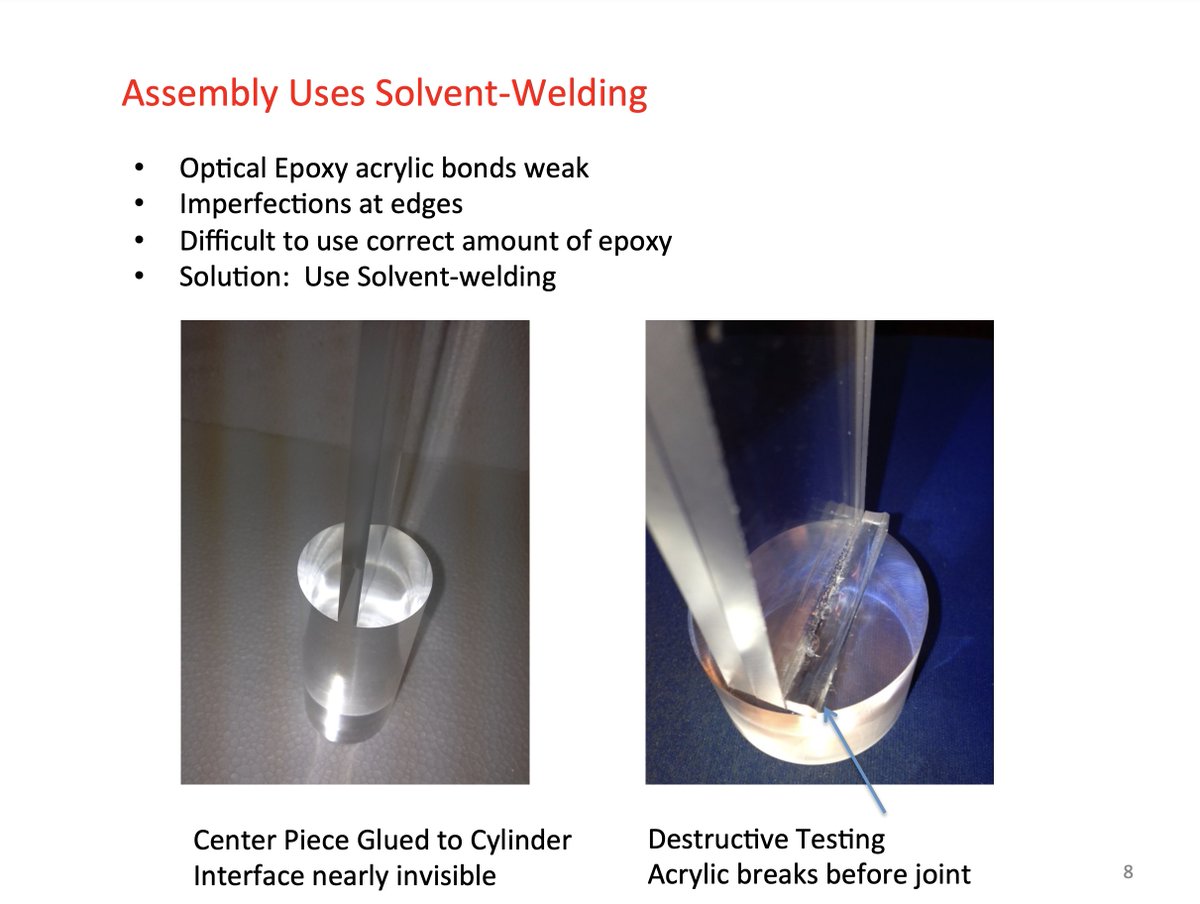 Assembly Uses Solvent-Welding
• Optical Epoxy acrylic bonds weak
• Imperfections at edges
• Difficult to use correct amount of epoxy
• Solution:  Use Solvent-welding
Center Piece Glued to Cylinder
Interface nearly invisible
Destructive Testing
Acrylic breaks before joint
8